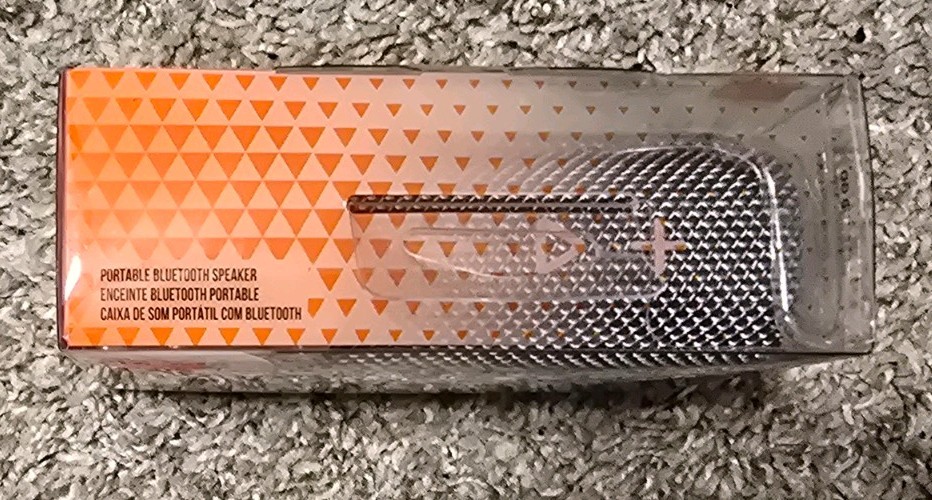 PORTABLE BLUETOOTH SPEAKER
ENCEINTE BLUETOOTH PORTABLE
CAIXA DE SOM PORTÁTIL COM BLUETOOTH